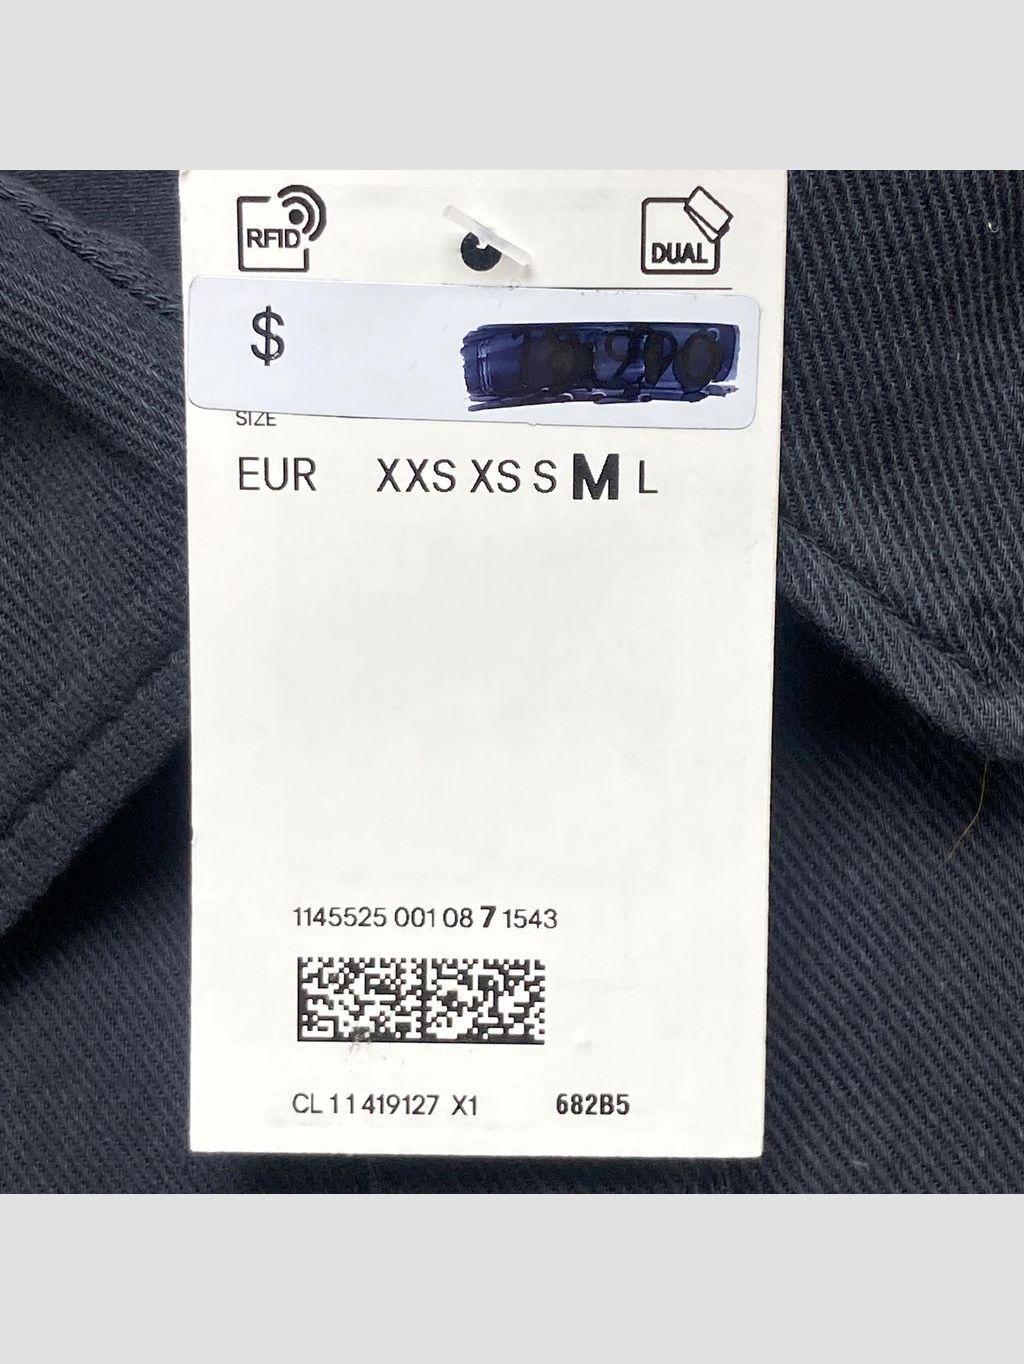 RFID
DUAL
$
SIZE
EUR XXS XS S M L
1145525 001 08 7 1543
CL 11 419127 X1 682B5